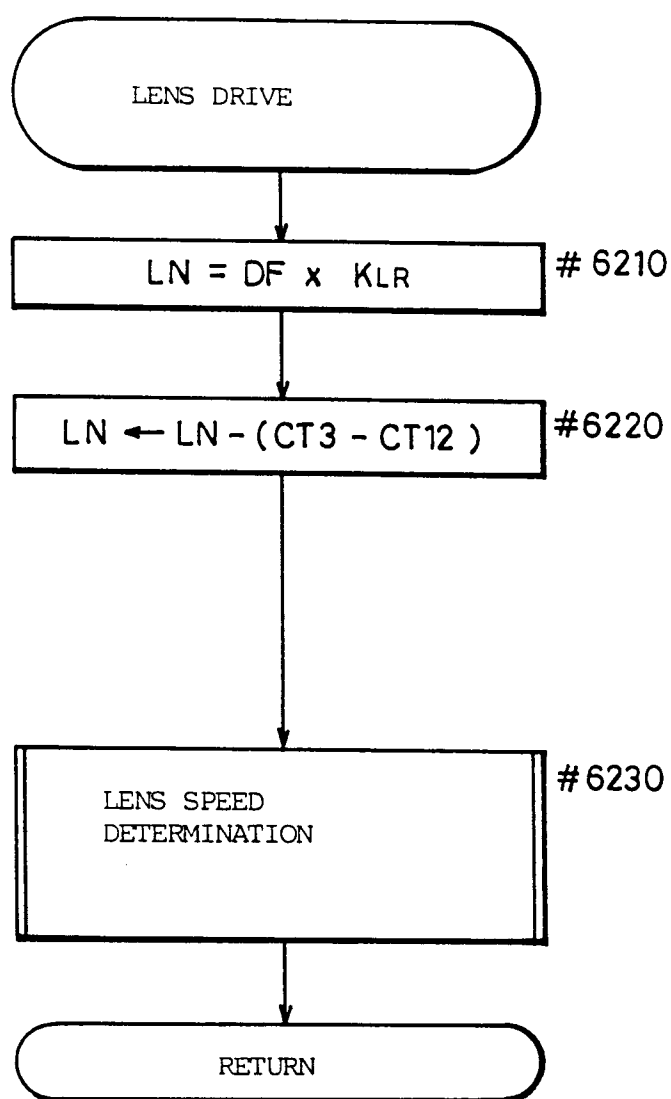 LENS DRIVE
LN = DF x KLR
# 6210
LN ← LN - (CT3 - CT12)
#6220
LENS SPEED
DETERMINATION
#6230
RETURN